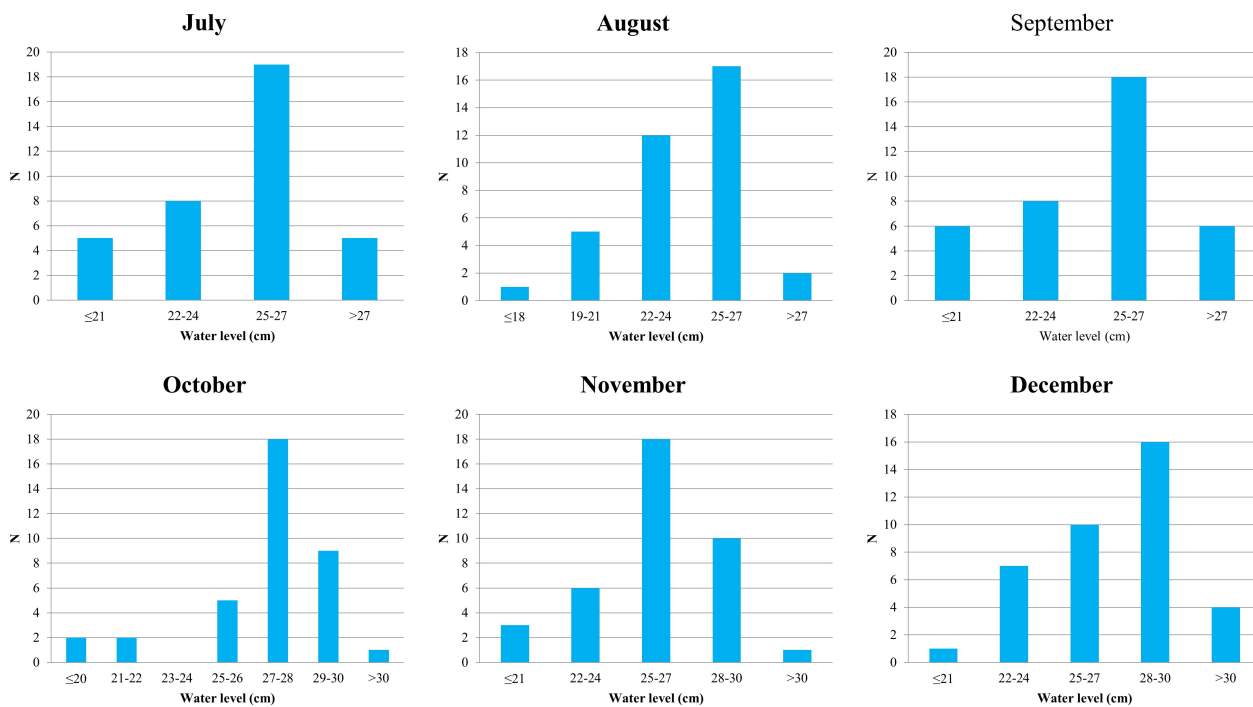 July
20
18
16
14
12
10
8
6
4
2
0
N
≤21 22-24 25-27 >27
Water level (cm)
August
18
16
14
12
10
8
6
4
2
0
N
≤18 19-21 22-24 25-27 >27
Water level (cm)
September
20
18
16
14
12
10
8
6
4
2
0
N
≤21 22-24 25-27 >27
Water level (cm)
October
20
18
16
14
12
10
8
6
4
2
0
N
≤20 21-22 23-24 25-26 27-28 29-30 >30
Water level (cm)
November
20
18
16
14
12
10
8
6
4
2
0
N
≤21 22-24 25-27 28-30 >30
Water level (cm)
December
18
16
14
12
10
8
6
4
2
0
N
≤21 22-24 25-27 28-30 >30
Water level (cm)